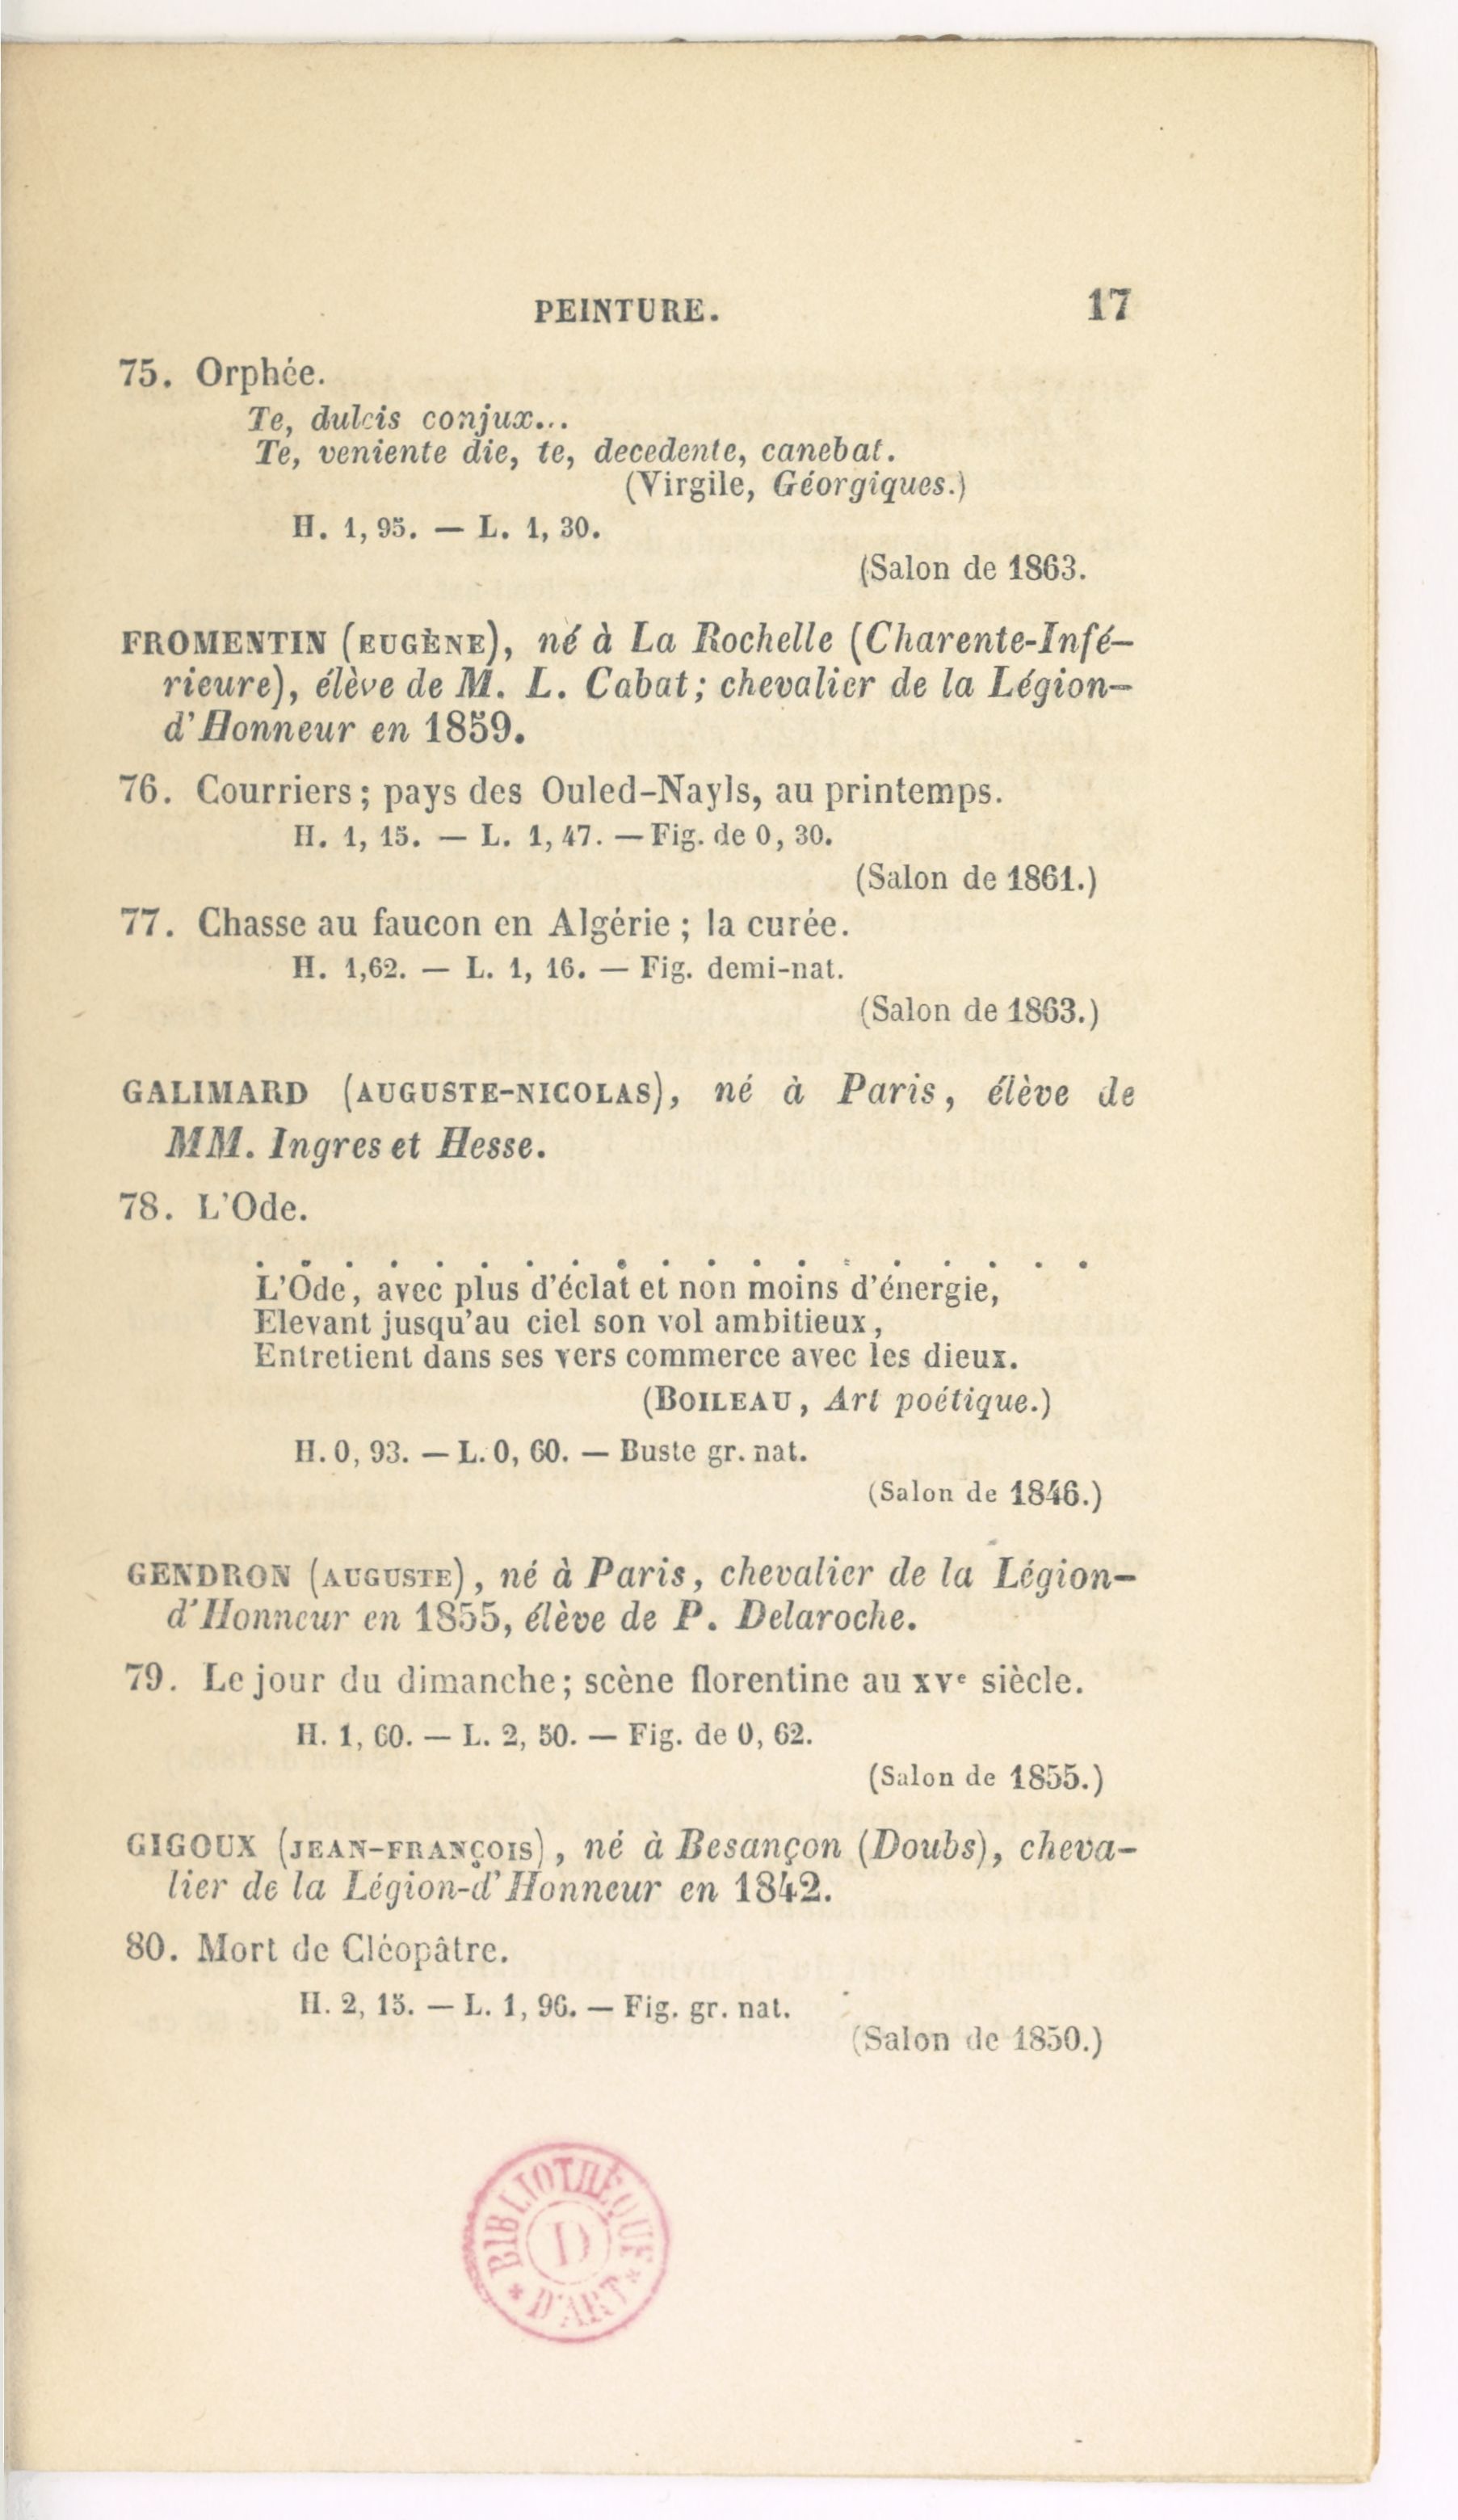 PEINTURE. 17
75. Orphée.
Te, dulcis conjux...
Te, veniente die, te, decedente, canebat.
(Virgile, Géorgiques.)
H. 1, 95. — L. 1, 30.
(Salon de 1863.
FROMENTIN (EUGÈNE), né à La Rochelle (Charente-Infé-
rieure), élève de M. L. Cabat; chevalier de la Légion-
d'Honneur en 1859.
76. Courriers; pays des Ouled-Nayls, au printemps.
H. 1, 15. — L. 1, 47. — Fig. de 0, 30.
(Salon de 1861.)
77. Chasse au faucon en Algérie; la curée.
H. 1,62. — L. 1, 16. — Fig. demi-nat.
(Salon de 1863.)
GALIMARD (AUGUSTE-NICOLAS), né à Paris, élève de
MM. Ingres et Hesse.
78. L'Ode.
. . . . . . . . . . . . . . . . . . .
L'Ode, avec plus d'éclat et non moins d'énergie,
Elevant jusqu'au ciel son vol ambitieux,
Entretient dans ses vers commerce avec les dieux.
(BOILEAU, Art poétique.)
H. 0, 93. — L. 0, 60. — Buste gr. nat.
(Salon de 1846.)
GENDRON (AUGUSTE), né à Paris, chevalier de la Légion-
d'Honneur en 1855, élève de P. Delaroche.
79. Le jour du dimanche; scène florentine au XVe siècle.
H. 1, 60. — L. 2, 50. — Fig. de 0, 62.
(Salon de 1855.)
GIGOUX (JEAN-FRANÇOIS), né à Besançon (Doubs), cheva-
lier de la Légion-d'Honneur en 1842.
80. Mort de Cléopâtre.
H. 2, 15. — L. 1, 96. — Fig. gr. nat.
(Salon de 1850.)
BIBLIOTHÈQUE
D
* D'ART *